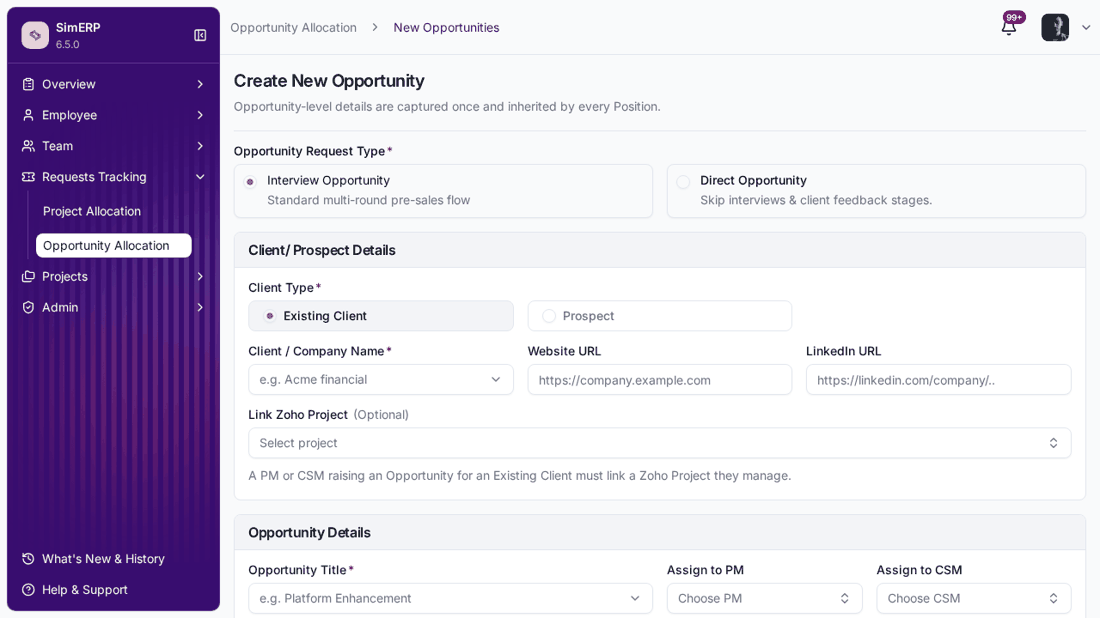 SimERP
6.5.0
Overview
Employee
Team
Requests Tracking
Project Allocation
Opportunity Allocation
Projects
Admin
What's New & History
Help & Support
Opportunity Allocation > New Opportunities
99+
Create New Opportunity
Opportunity-level details are captured once and inherited by every Position.
Opportunity Request Type*
Interview Opportunity
Standard multi-round pre-sales flow
Direct Opportunity
Skip interviews & client feedback stages.
Client/ Prospect Details
Client Type*
Existing Client
Prospect
Client / Company Name*
Website URL
LinkedIn URL
e.g. Acme financial
https://company.example.com
https://linkedin.com/company/..
Link Zoho Project (Optional)
Select project
A PM or CSM raising an Opportunity for an Existing Client must link a Zoho Project they manage.
Opportunity Details
Opportunity Title*
Assign to PM
Assign to CSM
e.g. Platform Enhancement
Choose PM
Choose CSM